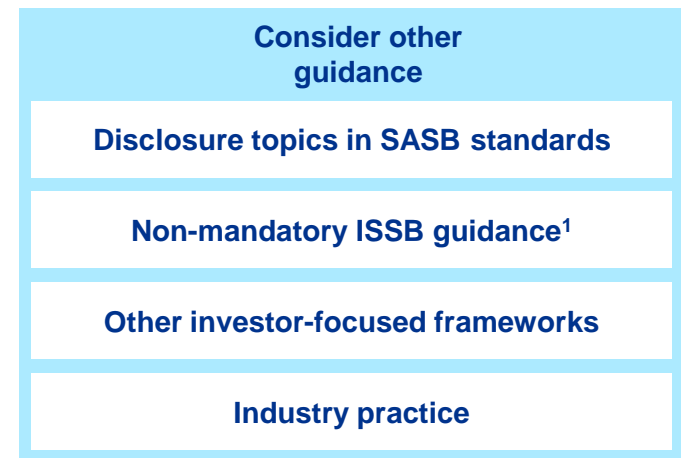 Consider other
guidance
Disclosure topics in SASB standards
Non-mandatory ISSB guidance¹
Other investor-focused frameworks
Industry practice